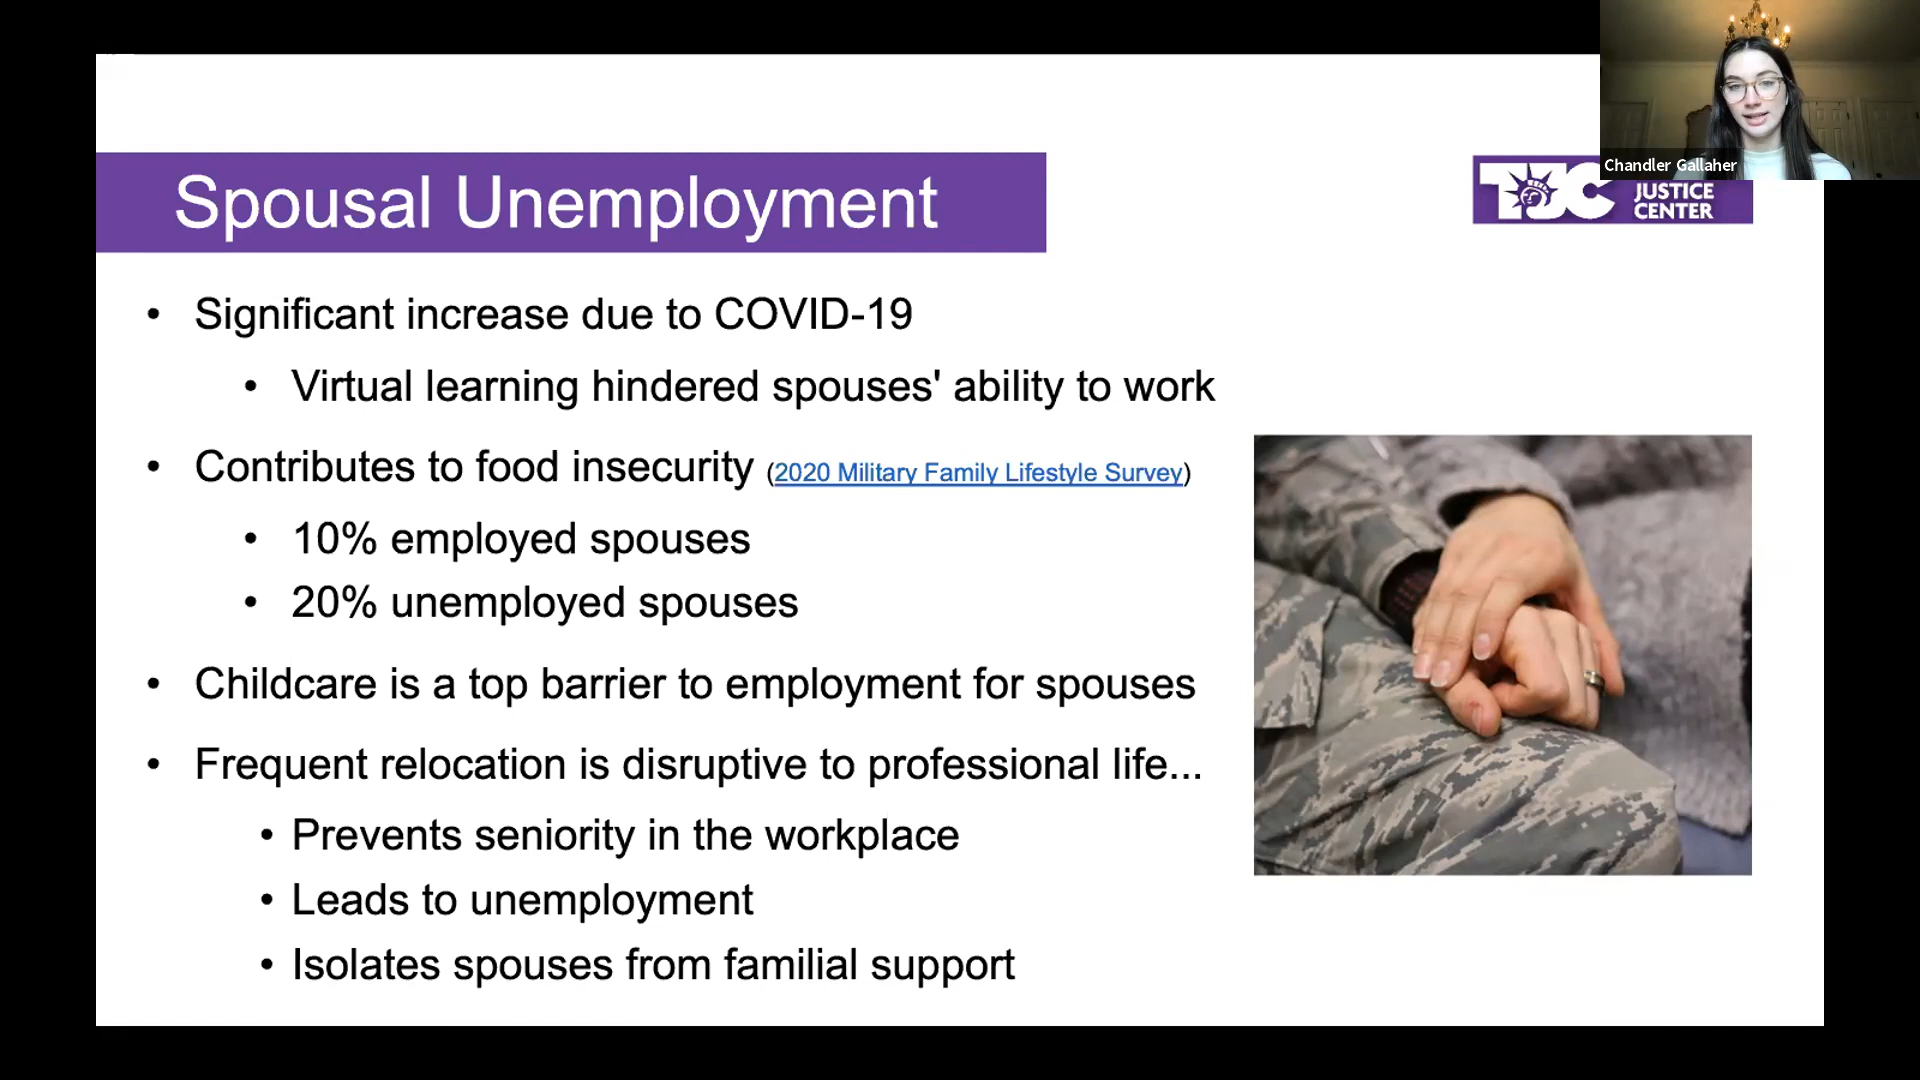 Chandler Gallaher
Spousal Unemployment
TJC JUSTICE
CENTER
• Significant increase due to COVID-19
• Virtual learning hindered spouses' ability to work
• Contributes to food insecurity (2020 Military Family Lifestyle Survey)
• 10% employed spouses
• 20% unemployed spouses
• Childcare is a top barrier to employment for spouses
• Frequent relocation is disruptive to professional life...
• Prevents seniority in the workplace
• Leads to unemployment
• Isolates spouses from familial support